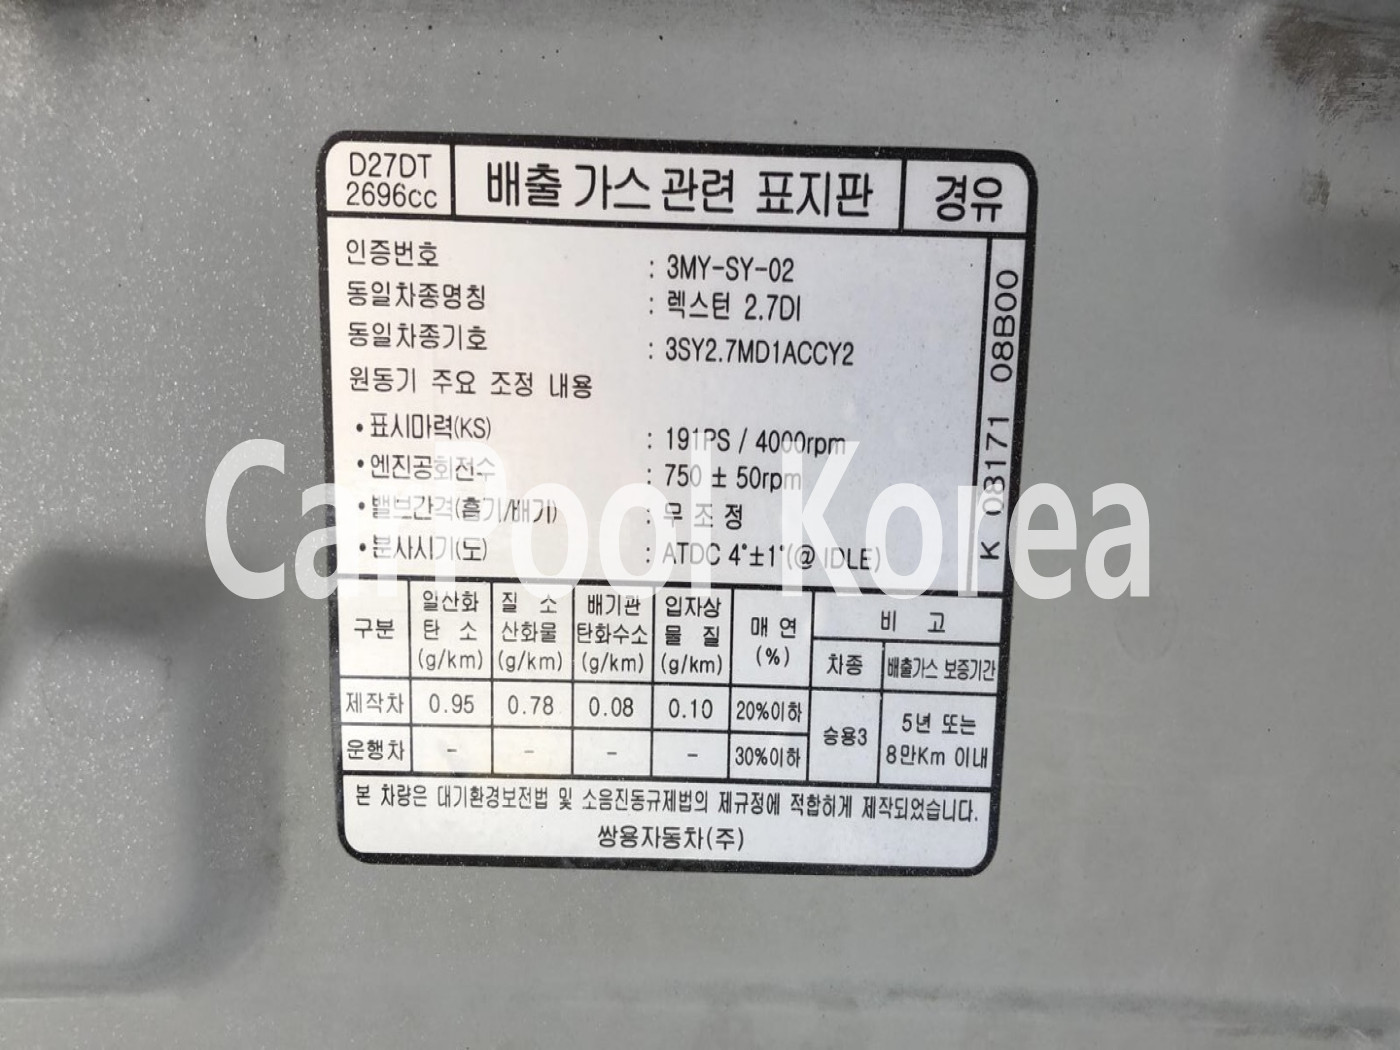 D27DT
2696cc
배출 가스 관련 표지판
경유
인증번호 : 3MY-SY-02
동일차종명칭 : 렉스턴 2.7DI
동일차종기호 : 3SY2.7MD1ACCY2
원동기 주요 조정 내용
•표시마력(KS) : 191PS / 4000rpm
•엔진공회전수 : 750 ± 50rpm
•밸브간격(흡기/배기) : 무 조 정
•분사시기(도) : ATDC 4°±1°(@ IDLE)
K 08171 08B00
구분 일산화 탄 소 (g/km) 질 소 산화물 (g/km) 배기관 탄화수소 (g/km) 입자상 물 질 (g/km) 매 연 (%) 비 고
차종 배출가스 보증기간
제작차 0.95 0.78 0.08 0.10 20%이하
운행차 - - - - 30%이하
승용3
5년 또는
8만Km 이내
본 차량은 대기환경보전법 및 소음진동규제법의 제규정에 적합하게 제작되었습니다.
쌍용자동차(주)
CarPool Korea